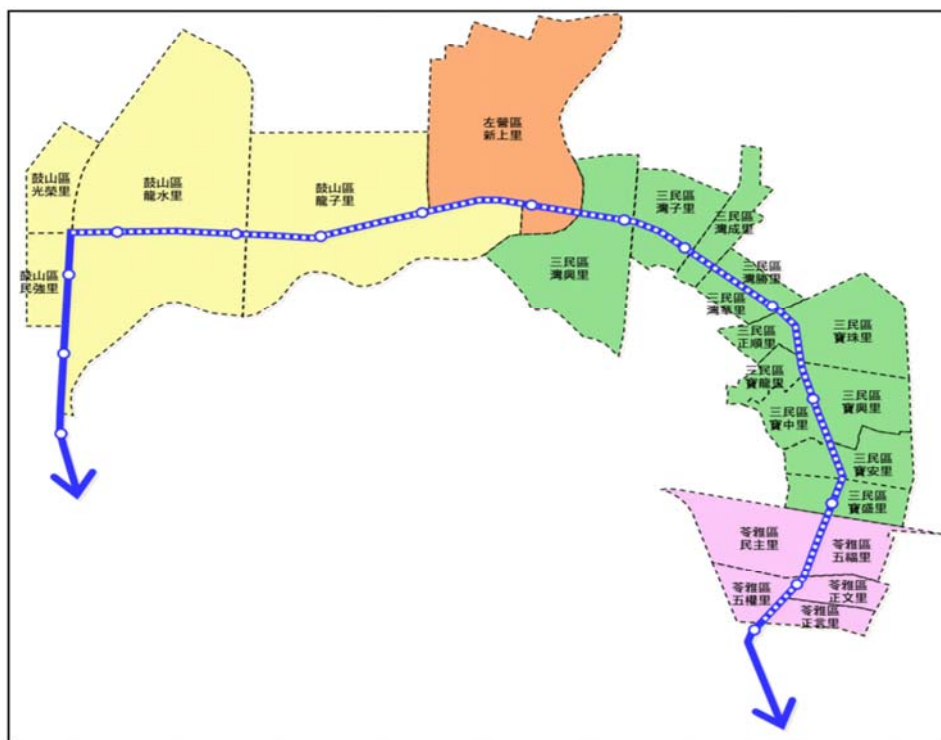 左營區
新上里
鼓山區
光榮里
鼓山區
龍水里
鼓山區
龍子里
三民區
灣子里
三民區
灣成里
鼓山區
民強里
三民區
灣興里
三民區
灣勝里
三民區
灣華里
三民區
正順里
三民區
寶珠里
三民區
寶龍里
三民區
寶興里
三民區
寶中里
三民區
寶安里
三民區
寶盛里
苓雅區
民主里
苓雅區
五福里
苓雅區
五權里
苓雅區
正文里
苓雅區
正言里